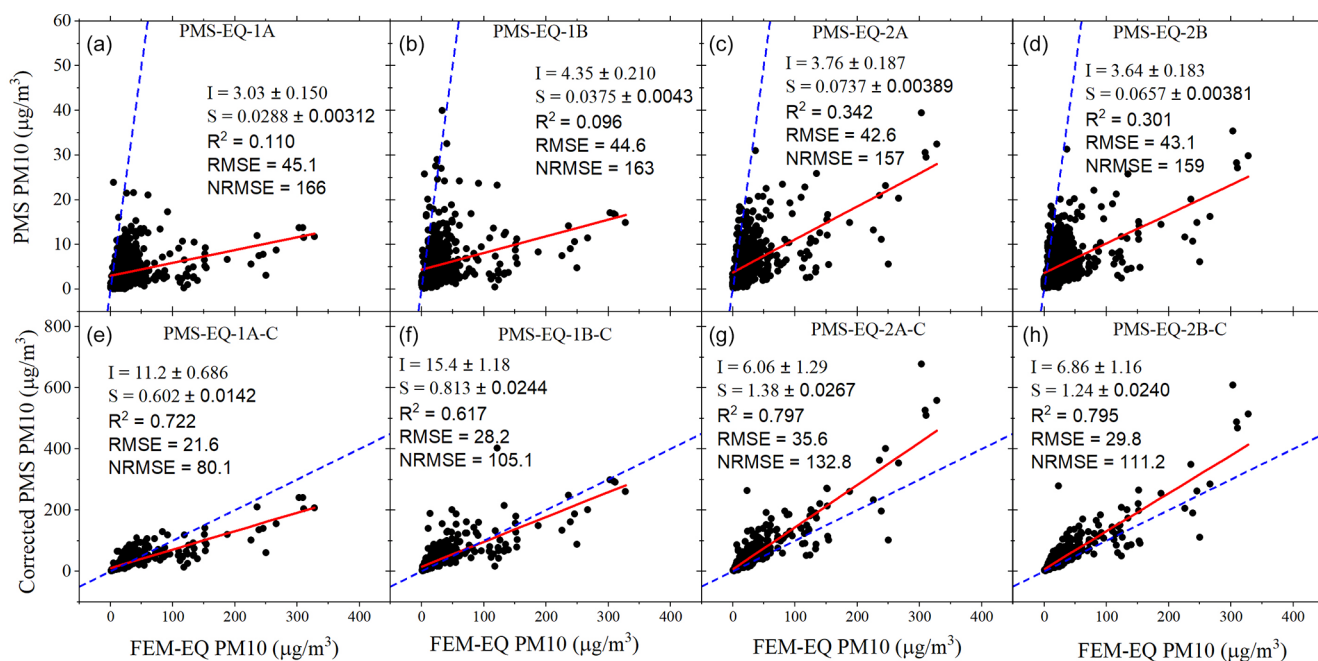 PMS-EQ-1A
PMS-EQ-1B
PMS-EQ-2A
PMS-EQ-2B
(a)
(b)
(c)
(d)
I = 3.03 ± 0.150
S = 0.0288 ± 0.00312
R² = 0.110
RMSE = 45.1
NRMSE = 166
I = 4.35 ± 0.210
S = 0.0375 ± 0.0043
R² = 0.096
RMSE = 44.6
NRMSE = 163
I = 3.76 ± 0.187
S = 0.0737 ± 0.00389
R² = 0.342
RMSE = 42.6
NRMSE = 157
I = 3.64 ± 0.183
S = 0.0657 ± 0.00381
R² = 0.301
RMSE = 43.1
NRMSE = 159
PMS PM10 (μg/m³)
60
50
40
30
20
10
0
PMS-EQ-1A-C
PMS-EQ-1B-C
PMS-EQ-2A-C
PMS-EQ-2B-C
(e)
(f)
(g)
(h)
I = 11.2 ± 0.686
S = 0.602 ± 0.0142
R² = 0.722
RMSE = 21.6
NRMSE = 80.1
I = 15.4 ± 1.18
S = 0.813 ± 0.0244
R² = 0.617
RMSE = 28.2
NRMSE = 105.1
I = 6.06 ± 1.29
S = 1.38 ± 0.0267
R² = 0.797
RMSE = 35.6
NRMSE = 132.8
I = 6.86 ± 1.16
S = 1.24 ± 0.0240
R² = 0.795
RMSE = 29.8
NRMSE = 111.2
Corrected PMS PM10 (μg/m³)
800
600
400
200
0
0 100 200 300 400
0 100 200 300 400
0 100 200 300 400
0 100 200 300 400
FEM-EQ PM10 (μg/m³)
FEM-EQ PM10 (μg/m³)
FEM-EQ PM10 (μg/m³)
FEM-EQ PM10 (μg/m³)